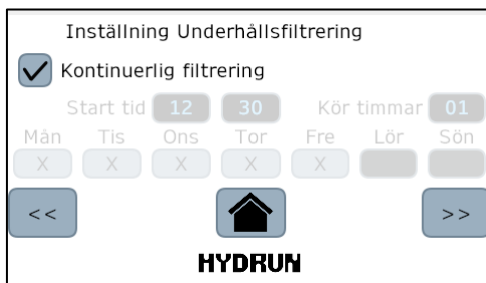 Inställning Underhållsfiltrering
Kontinuerlig filtrering
Start tid 12 30 Kör timmar 01
Mån Tis Ons Tor Fre Lör Sön
X X X X X
<< >>
HYDRUN